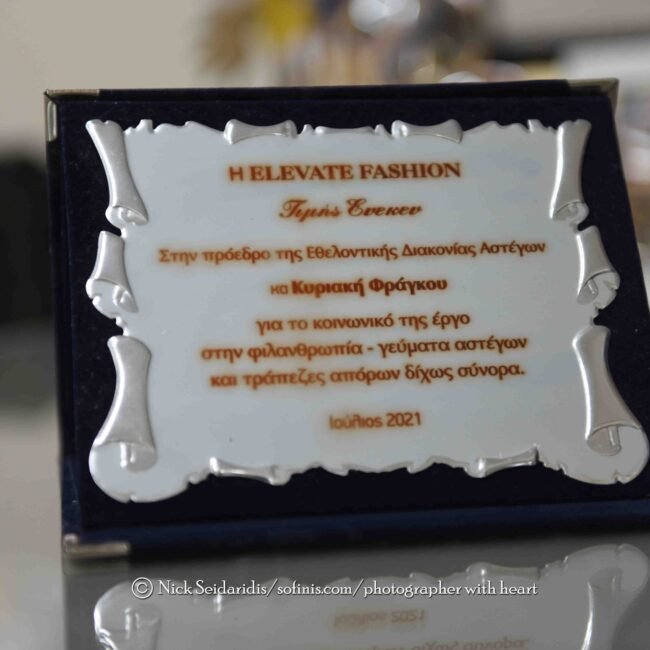 Η ELEVATE FASHION
Τιμής Ένεκεν
Στην πρόεδρο της Εθελοντικής Διακονίας Αστέγων
κα Κυριακή Φράγκου
για το κοινωνικό της έργο
στην φιλανθρωπία - γεύματα αστέγων
και τράπεζες απόρων δίχως σύνορα.
Ιούλιος 2021
© Nick Seidaridis/sofinis.com/photographer with heart